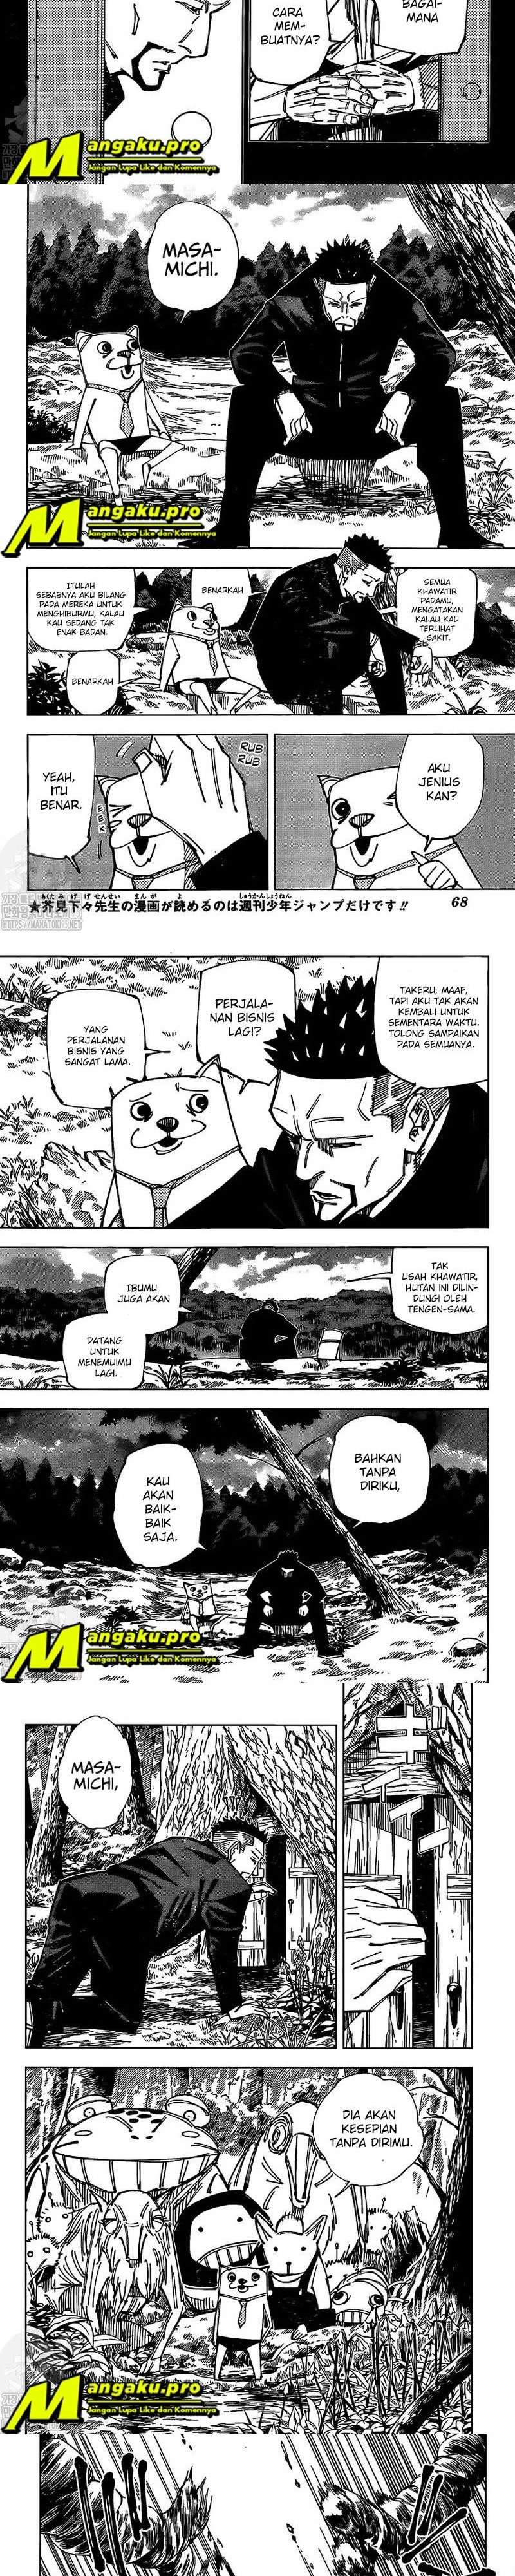 BAGAI-
MANA
CARA
MEM-
BUATNYA?
Mangaku.pro
Jangan Lupa Like dan Komennya
MASA-
MICHI.
Mangaku.pro
Jangan Lupa Like dan Komennya
SEMUA
KHAWATIR
PADAMU,
MENGATAKAN
KALAU KAU
TERLIHAT
SAKIT.
BENARKAH
ITULAH
SEBABNYA AKU BILANG
PADA MEREKA UNTUK
MENGHIBURMU, KALAU
KAU SEDANG TAK
ENAK BADAN.
BENARKAH
AKU
JENIUS
KAN?
RUB
RUB
EEK
YEAH,
ITU
BENAR.
★芥見下々先生の漫画が読めるのは週刊少年ジャンプだけです!!
68
HTTPS://MANATOKI
TAKERU, MAAF,
TAPI AKU TAK AKAN
KEMBALI UNTUK
SEMENTARA WAKTU.
TOLONG SAMPAIKAN
PADA SEMUANYA.
PERJALA-
NAN BISNIS
LAGI?
YANG
PERJALANAN
BISNIS YANG
SANGAT LAMA.
TAK
USAH KHAWATIR,
HUTAN INI DILIN-
DUNGI OLEH
TENGEN-SAMA.
IBUMU
JUGA AKAN
DATANG
UNTUK
MENEMUIMU
LAGI.
BAHKAN
TANPA
DIRIKU,
KAU
AKAN
BAIK-
BAIK
SAJA.
Mangaku.pro
Jangan Lupa Like dan Komennya
ギイイ
MASA-
MICHI,
DIA AKAN
KESEPIAN
TANPA DIRIMU.
Mangaku.pro
Jangan Lupa Like dan Komennya